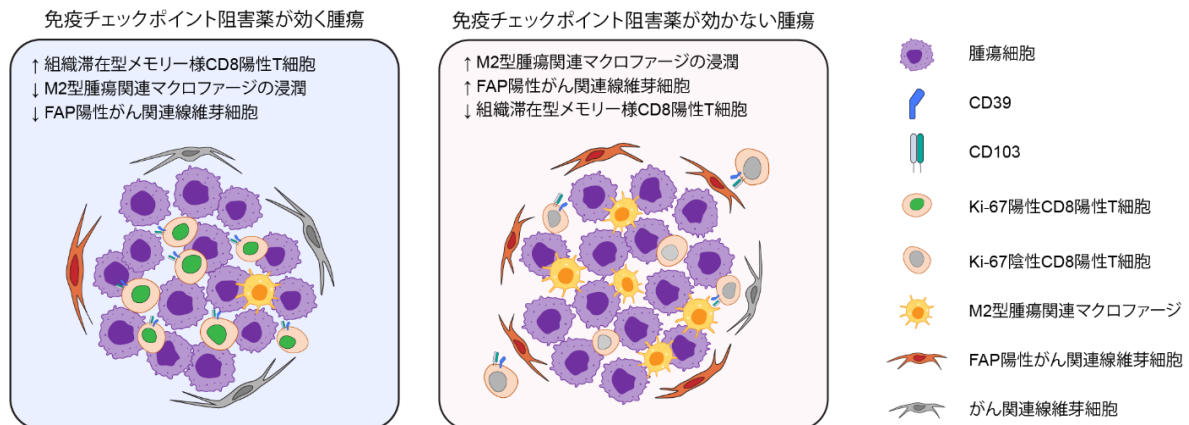 免疫チェックポイント阻害薬が効く腫瘍
↑ 組織滞在型メモリー様CD8陽性T細胞
↓ M2型腫瘍関連マクロファージの浸潤
↓ FAP陽性がん関連線維芽細胞
免疫チェックポイント阻害薬が効かない腫瘍
↑ M2型腫瘍関連マクロファージの浸潤
↑ FAP陽性がん関連線維芽細胞
↓ 組織滞在型メモリー様CD8陽性T細胞
腫瘍細胞
CD39
CD103
Ki-67陽性CD8陽性T細胞
Ki-67陰性CD8陽性T細胞
M2型腫瘍関連マクロファージ
FAP陽性がん関連線維芽細胞
がん関連線維芽細胞